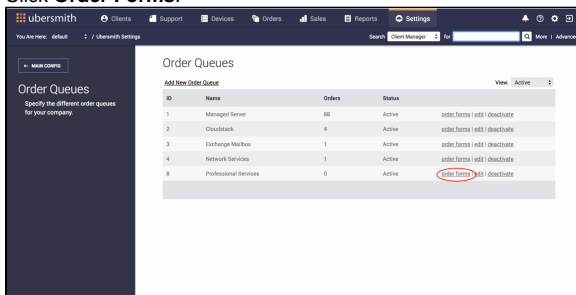 Click Order Forms.
ubersmith Clients Support Devices Orders Sales Reports Settings
You Are Here: default / Ubersmith Settings Search Client Manager for More | Advance
← MAIN CONFIG
Order Queues
Specify the different order queues
for your company.
Order Queues
Add New Order Queue View: Active
ID Name Orders Status
1 Managed Server 88 Active order forms | edit | deactivate
2 Cloudstack 4 Active order forms | edit | deactivate
3 Exchange Mailbox 1 Active order forms | edit | deactivate
4 Network Services 1 Active order forms | edit | deactivate
8 Professional Services 0 Active order forms | edit | deactivate